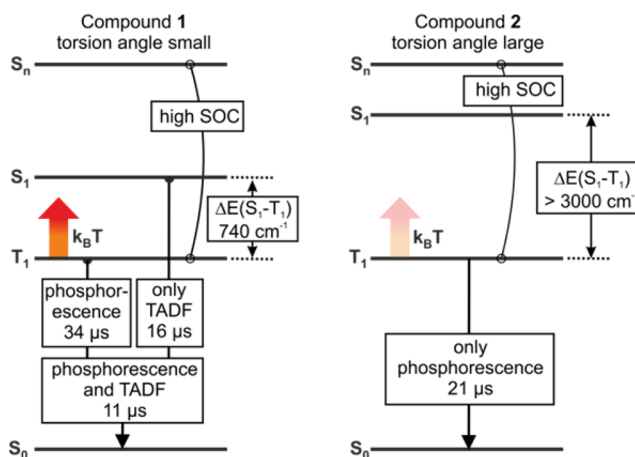 Compound 1
torsion angle small
Sn
high SOC
S1
ΔE(S1-T1)
740 cm-1
kBT
T1
phosphor-
escence
34 µs
only
TADF
16 µs
phosphorescence
and TADF
11 µs
S0
Compound 2
torsion angle large
Sn
high SOC
S1
ΔE(S1-T1)
> 3000 cm-1
kBT
T1
only
phosphorescence
21 µs
S0